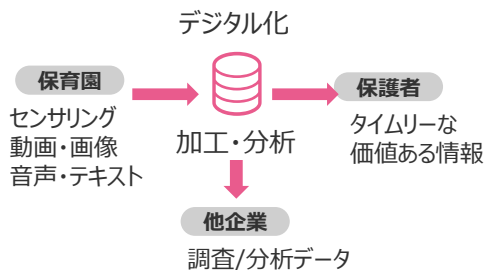 デジタル化
保育園
センサリング
動画・画像
音声・テキスト
加工・分析
保護者
タイムリーな
価値ある情報
他企業
調査/分析データ